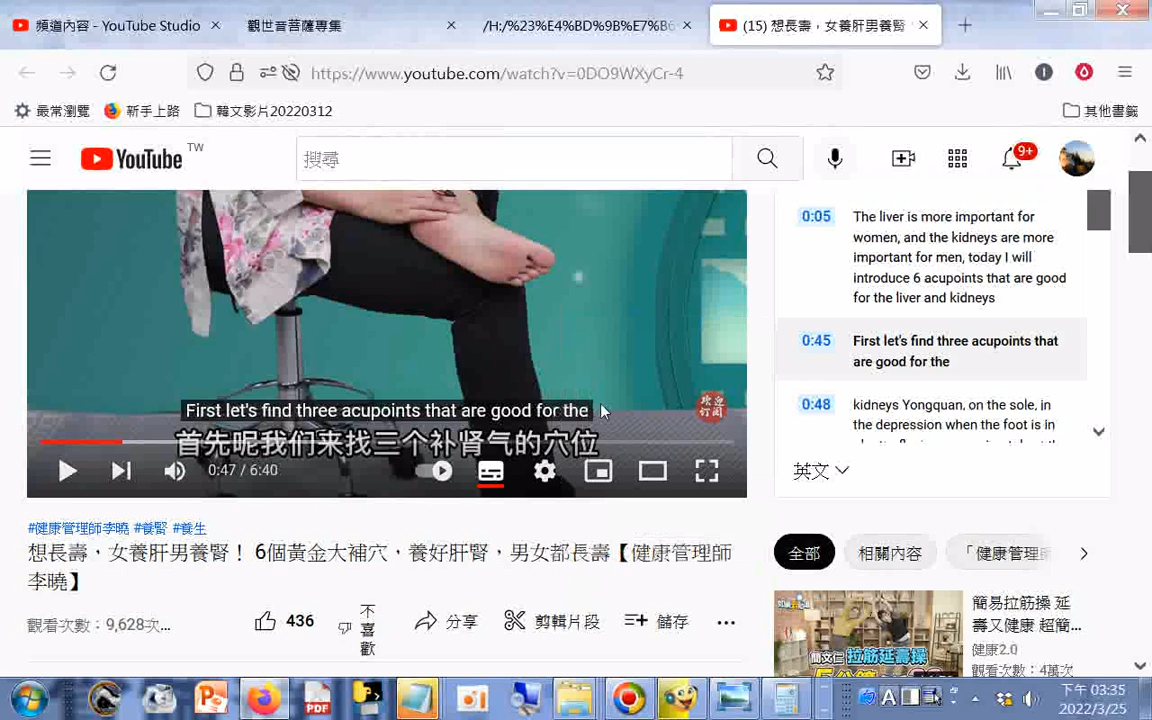 頻道內容 - YouTube Studio
觀世音菩薩專集
/H:/%23%E4%BD%9B%E7%B6
(15) 想長壽，女養肝男養腎
https://www.youtube.com/watch?v=0DO9WXyCr-4
最常瀏覽
新手上路
韓文影片20220312
其他書籤
YouTube
TW
搜尋
9+
0:05
The liver is more important for
women, and the kidneys are more
important for men, today I will
introduce 6 acupoints that are good
for the liver and kidneys
0:45
First let's find three acupoints that
are good for the
0:48
kidneys Yongquan, on the sole, in
the depression when the foot is in
英文
First let's find three acupoints that are good for the
首先呢我们来找三个补肾气的穴位
欢迎
订阅
0:47 / 6:40
#健康管理師李曉 #養腎 #養生
想長壽，女養肝男養腎！ 6個黃金大補穴，養好肝腎，男女都長壽【健康管理師
李曉】
觀看次數：9,628次...
436
不喜歡
分享
剪輯片段
儲存
全部
相關內容
「健康管理師
簡易拉筋操 延
壽又健康 超簡...
健康2.0
觀看次數：4萬次
簡文仁 拉筋延壽操
下午 03:35
2022/3/25